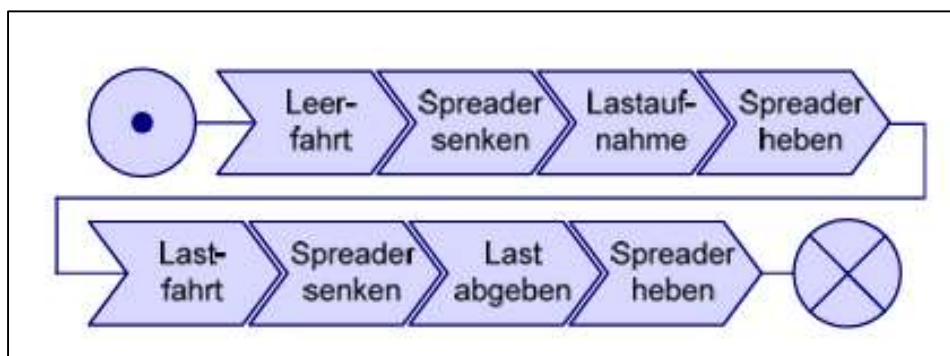 Leer- Spreader Lastauf- Spreader
fahrt senken nahme heben
Last- Spreader Last Spreader
fahrt senken abgeben heben